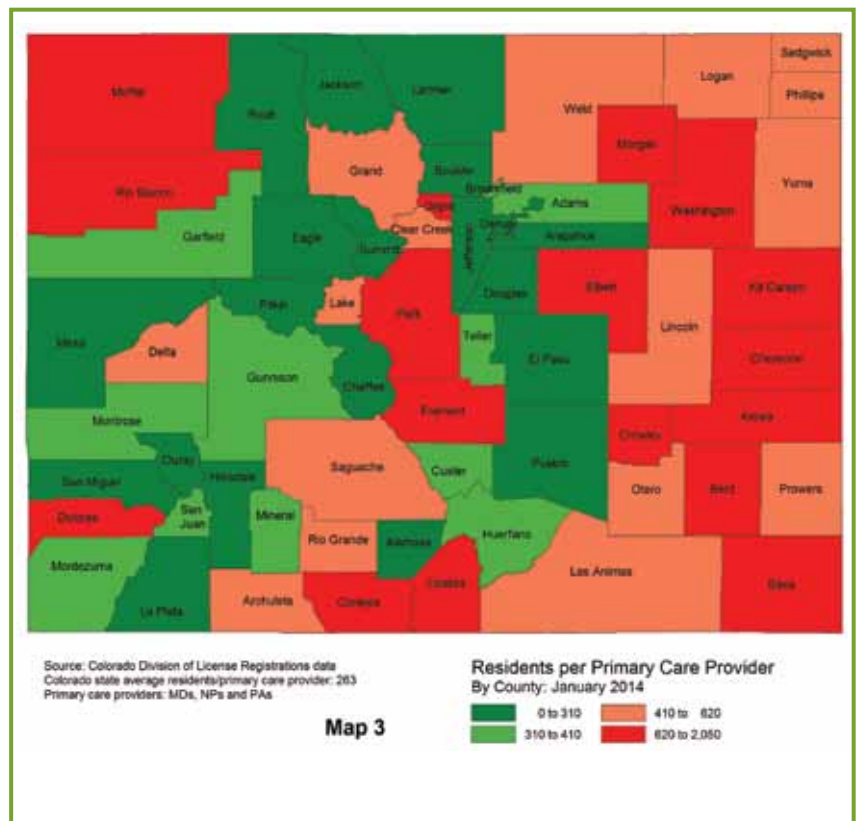 Sedgwick
Logan
Moffat
Jackson
Larimer
Phillips
Routt
Weld
Morgan
Grand
Boulder
Yuma
Rio Blanco
Broomfield
Adams
Gilpin
Washington
Garfield
Clear Creek
Denver
Eagle
Arapahoe
Summit
Jefferson
Douglas
Elbert
Kit Carson
Pitkin
Lake
Park
Lincoln
Mesa
Teller
Delta
El Paso
Cheyenne
Gunnison
Chaffee
Fremont
Kiowa
Montrose
Crowley
Ouray
Saguache
Custer
Pueblo
San Miguel
Hinsdale
Otero
Bent
Prowers
Dolores
San
Juan
Mineral
Huerfano
Rio Grande
Alamosa
Montezuma
Las Animas
Costilla
Baca
Archuleta
Conejos
La Plata
Source: Colorado Division of License Registrations data
Colorado state average residents/primary care provider: 263
Primary care providers: MDs, NPs and PAs
Map 3
Residents per Primary Care Provider
By County: January 2014
0 to 310
410 to 620
310 to 410
620 to 2,050